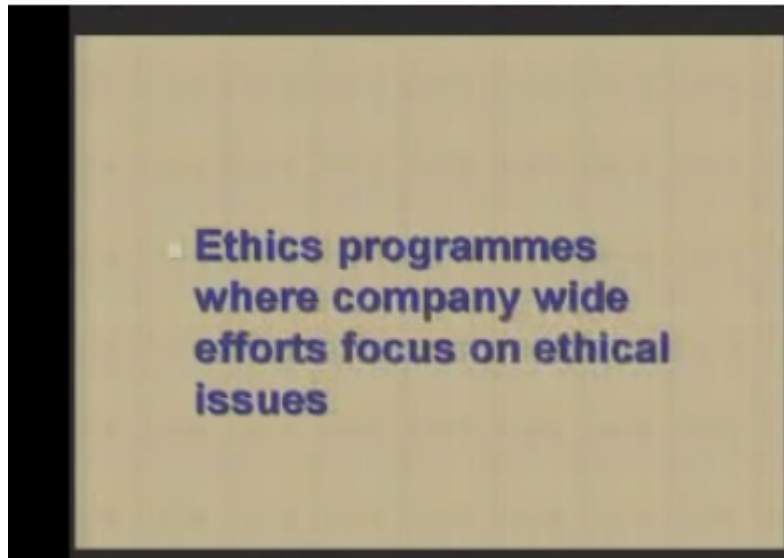 Ethics programmes
where company wide
efforts focus on ethical
issues